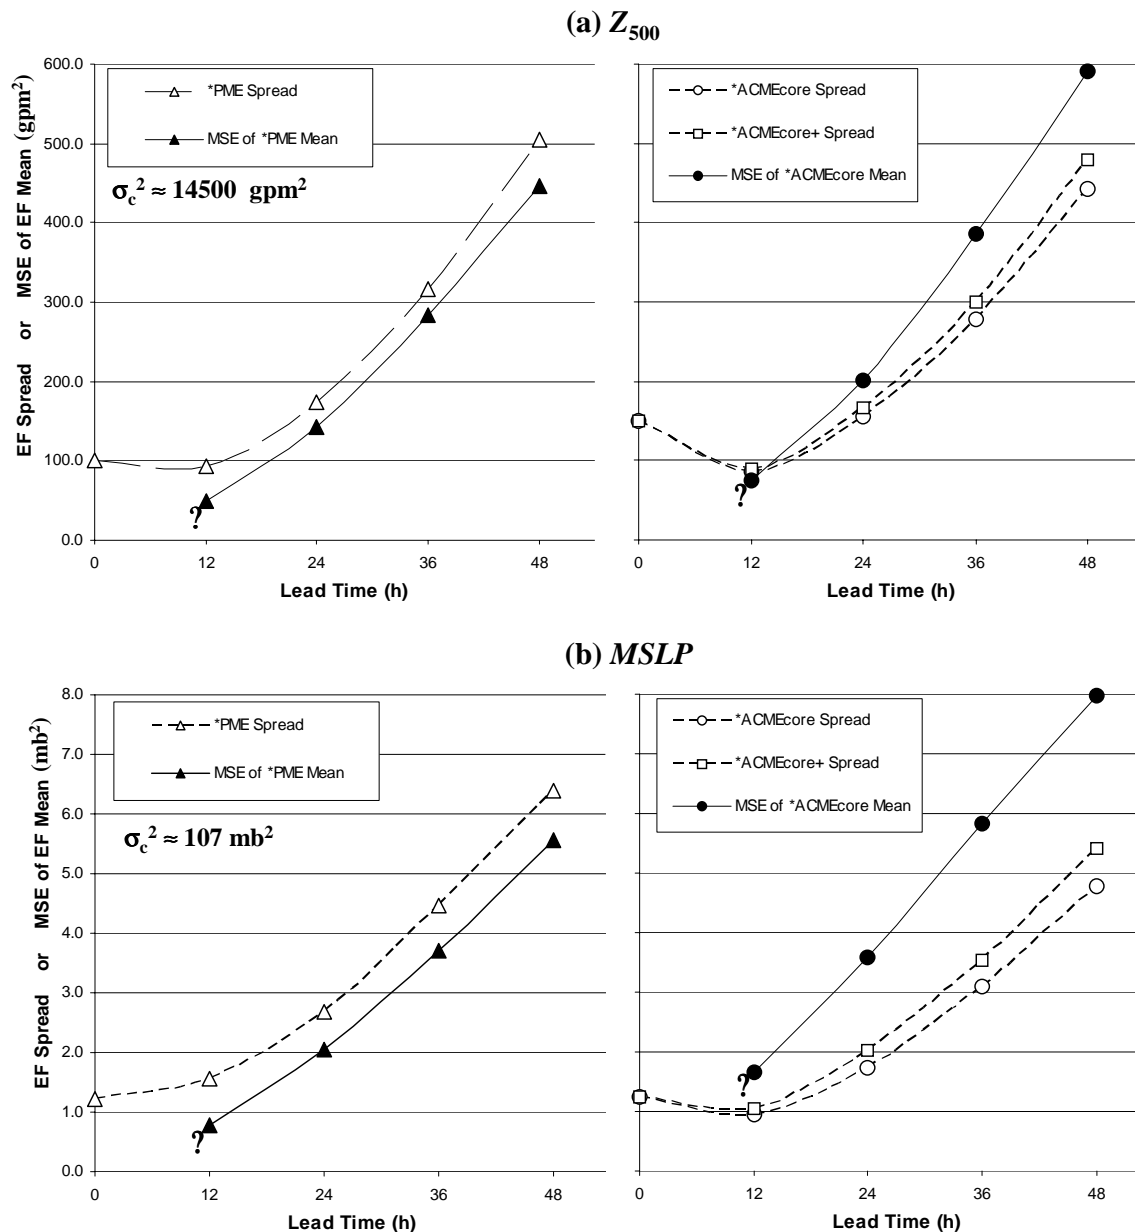 (a) Z500
EF Spread or MSE of EF Mean (gpm2)
600.0
500.0
400.0
300.0
200.0
100.0
0.0
*PME Spread
MSE of *PME Mean
σc2 ≈ 14500 gpm2
?
0 12 24 36 48
Lead Time (h)
*ACMEcore Spread
*ACMEcore+ Spread
MSE of *ACMEcore Mean
?
0 12 24 36 48
Lead Time (h)
(b) MSLP
EF Spread or MSE of EF Mean (mb2)
8.0
7.0
6.0
5.0
4.0
3.0
2.0
1.0
0.0
*PME Spread
MSE of *PME Mean
σc2 ≈ 107 mb2
?
0 12 24 36 48
Lead Time (h)
*ACMEcore Spread
*ACMEcore+ Spread
MSE of *ACMEcore Mean
?
0 12 24 36 48
Lead Time (h)